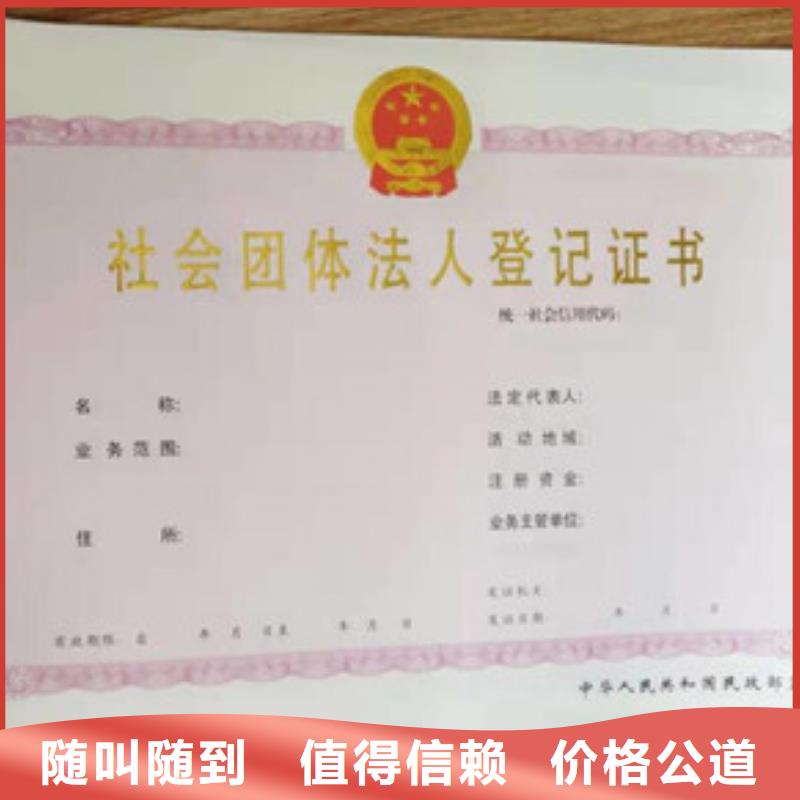 社会团体法人登记证书
统一社会信用代码:
名 称:
法定代表人:
业务范围:
活动地域:
注册资金:
住 所:
业务主管单位:
发证机关
有效期限 自 年 月 日至 年 月 日
发证日期: 年 月 日
中华人民共和国民政部
随叫随到 值得信赖 价格公道